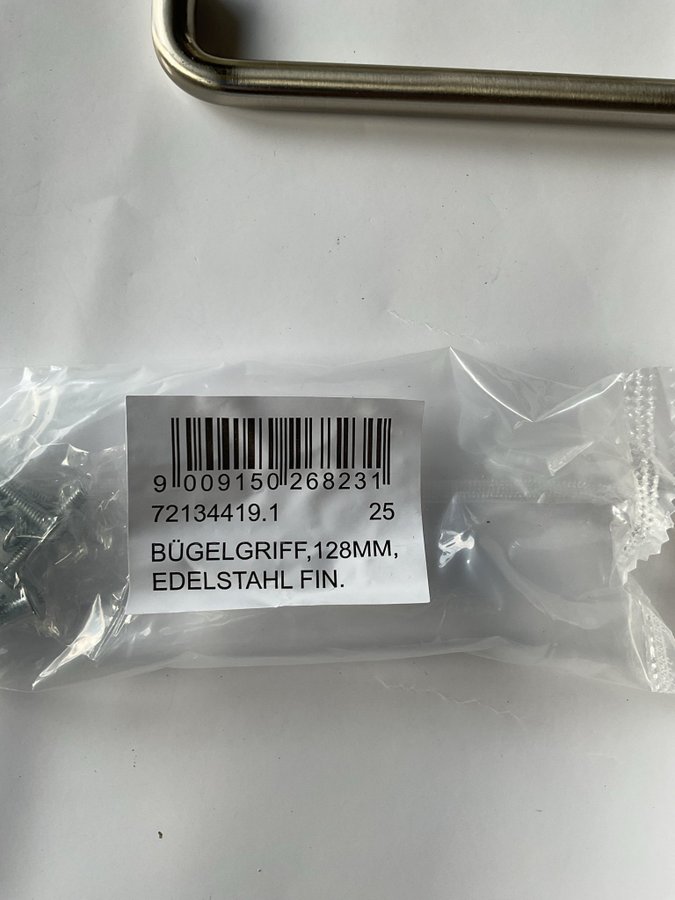 9 009150 268231
72134419.1 25
BÜGELGRIFF,128MM,
EDELSTAHL FIN.